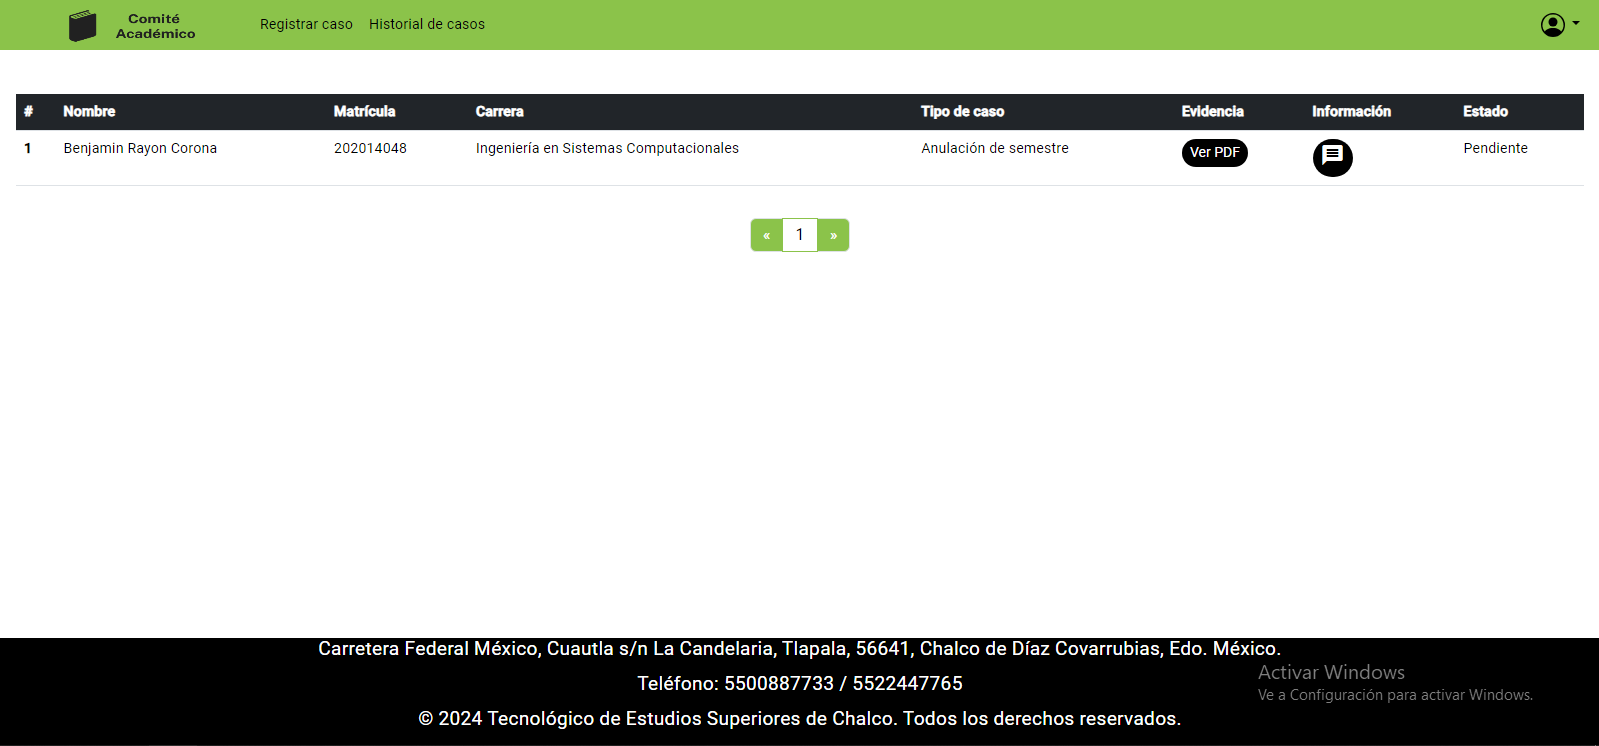 Comité
Académico
Registrar caso Historial de casos
# Nombre Matrícula Carrera Tipo de caso Evidencia Información Estado
1 Benjamin Rayon Corona 202014048 Ingeniería en Sistemas Computacionales Anulación de semestre Ver PDF Pendiente
« 1 »
Carretera Federal México, Cuautla s/n La Candelaria, Tlapala, 56641, Chalco de Díaz Covarrubias, Edo. México.
Teléfono: 5500887733 / 5522447765
© 2024 Tecnológico de Estudios Superiores de Chalco. Todos los derechos reservados.
Activar Windows
Ve a Configuración para activar Windows.